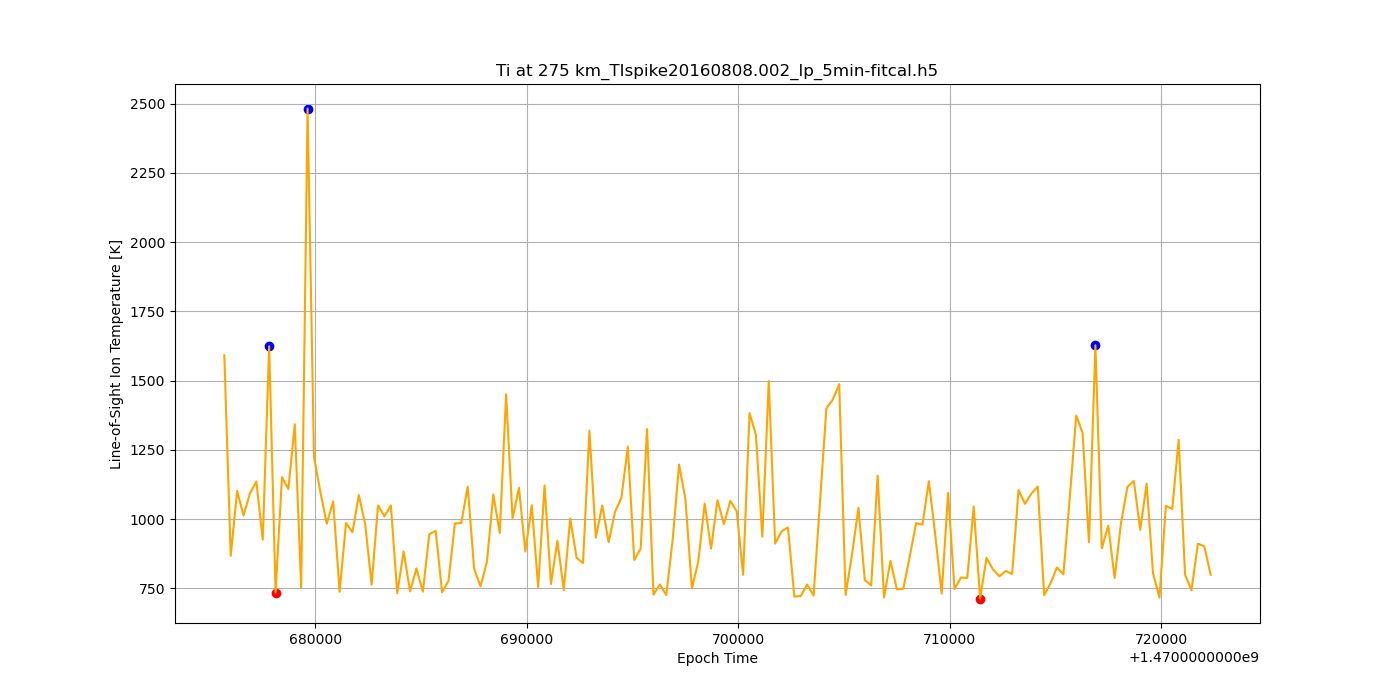 Ti at 275 km_TIspike20160808.002_lp_5min-fitcal.h5
Line-of-Sight Ion Temperature [K]
2500
2250
2000
1750
1500
1250
1000
750
680000 690000 700000 710000 720000
Epoch Time
+1.4700000000e9